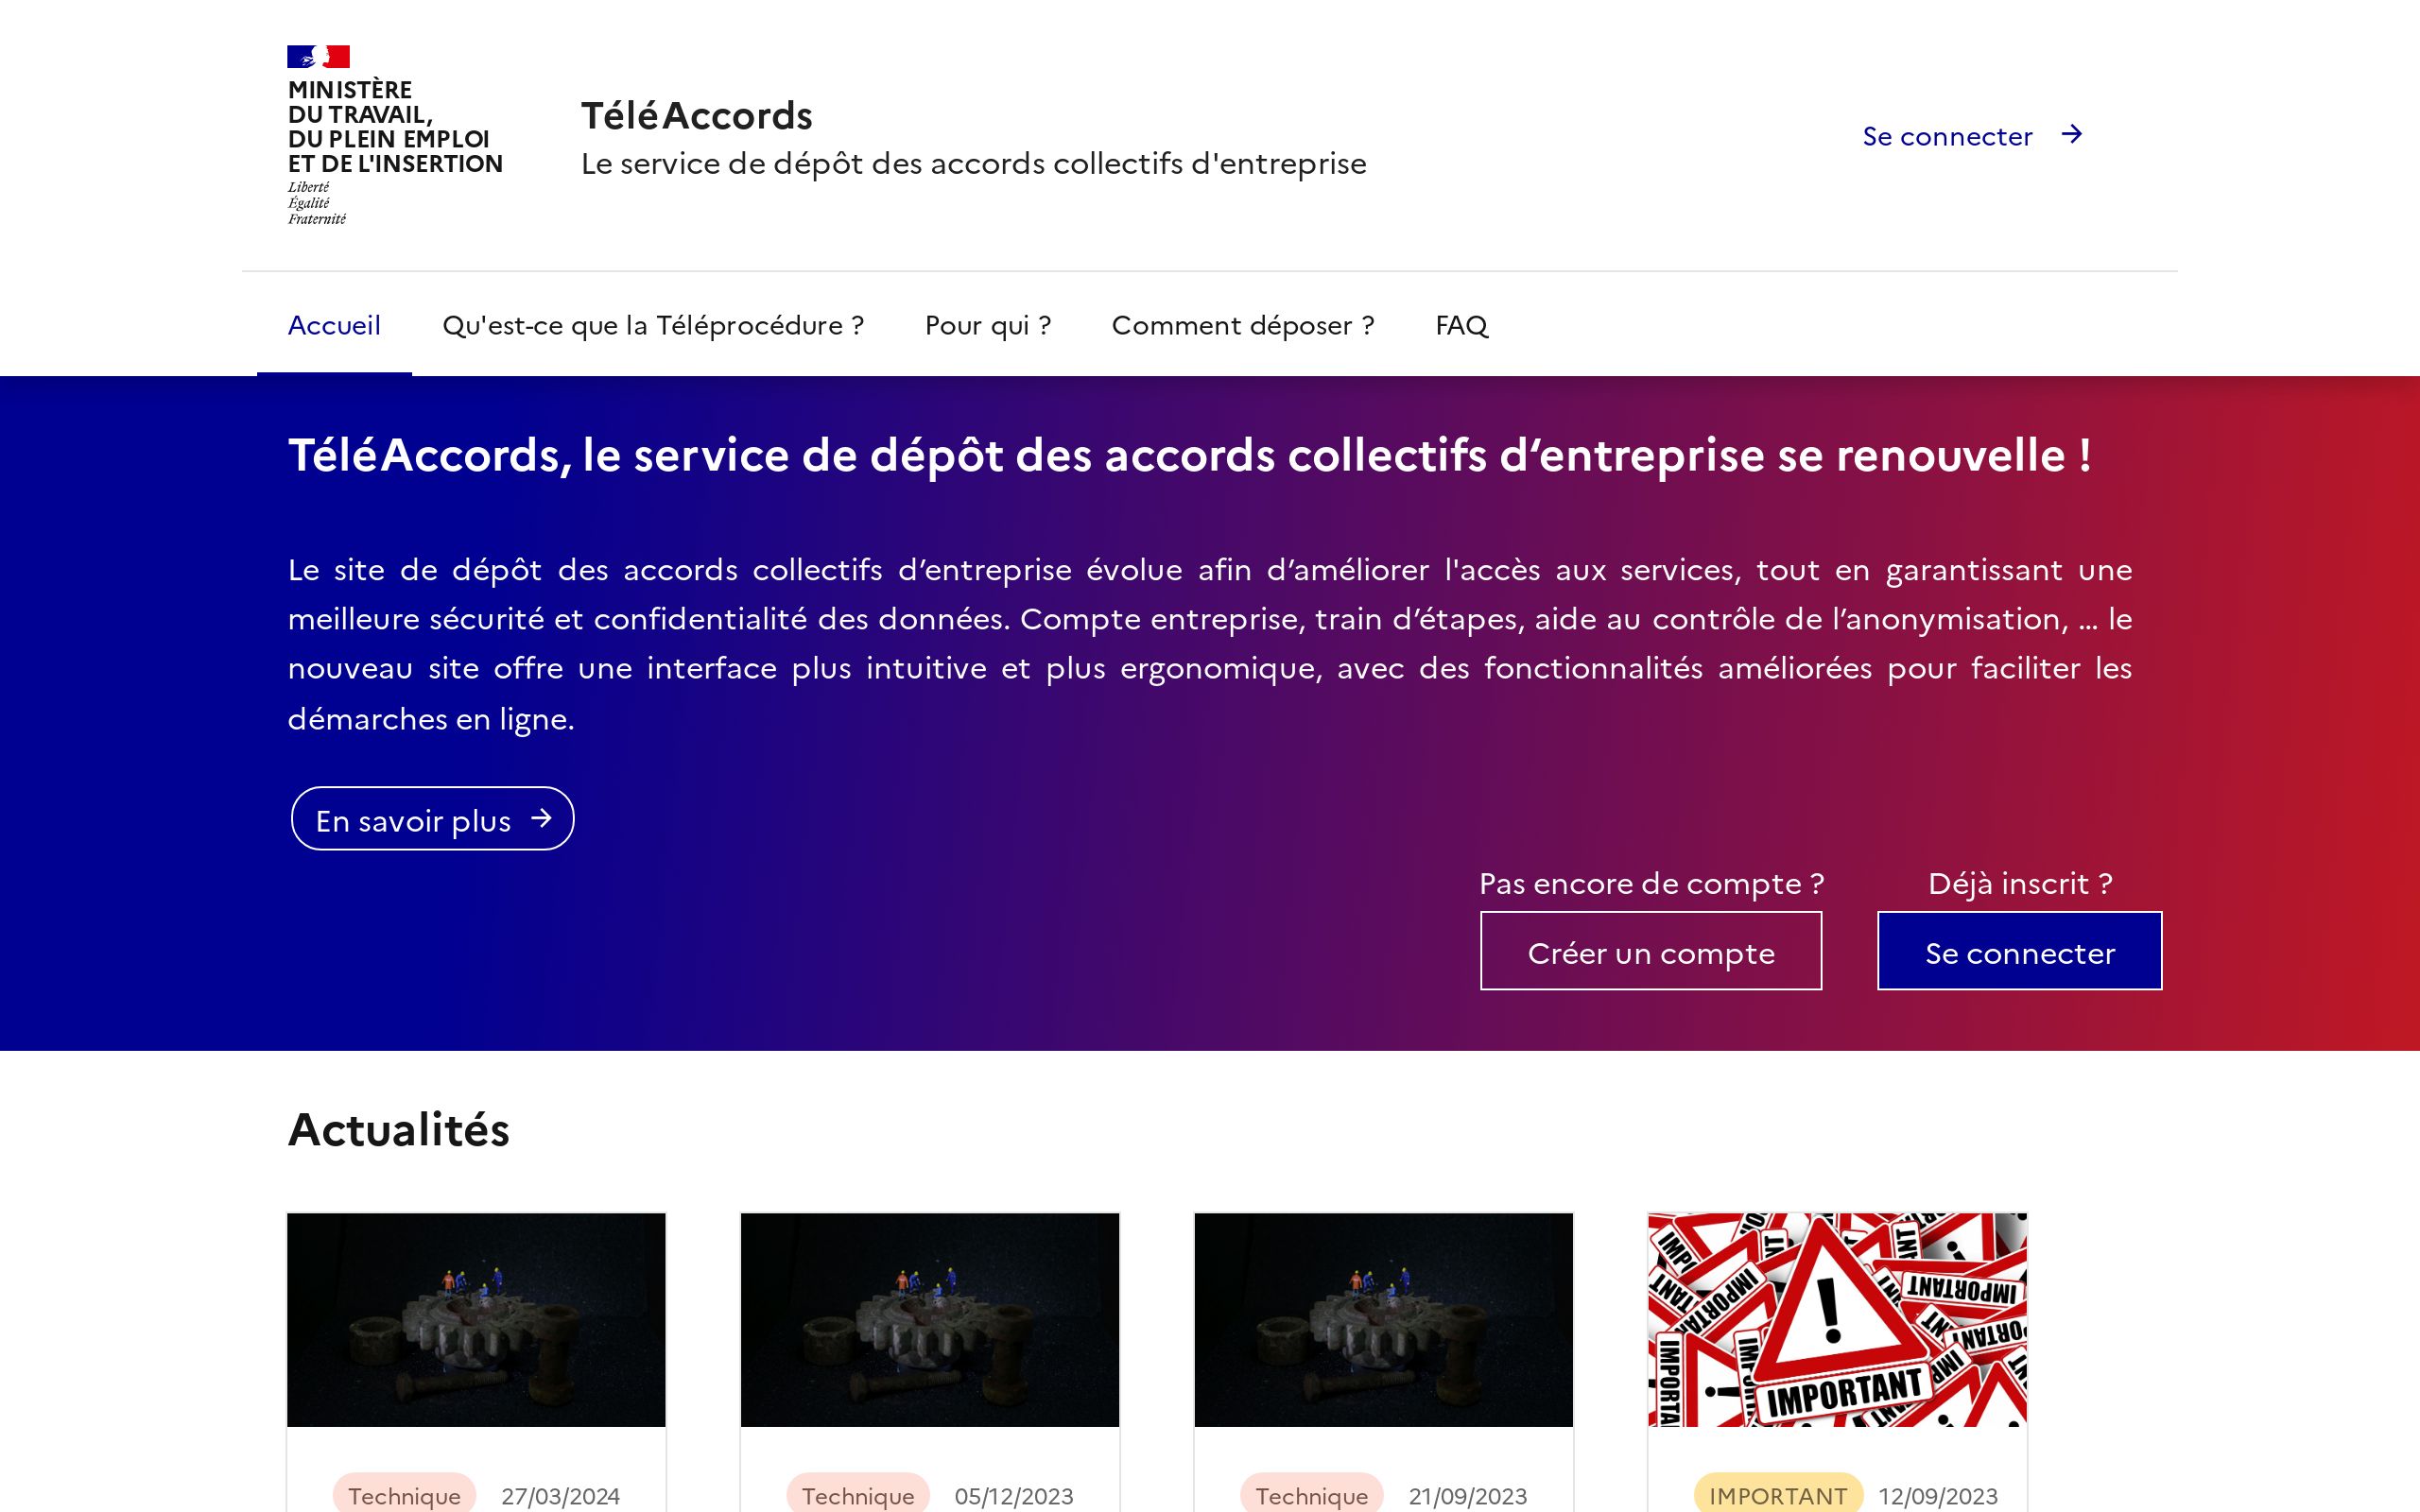 MINISTÈRE
DU TRAVAIL,
DU PLEIN EMPLOI
ET DE L'INSERTION
Liberté
Égalité
Fraternité
TéléAccords
Le service de dépôt des accords collectifs d'entreprise
Se connecter
Accueil
Qu'est-ce que la Téléprocédure ?
Pour qui ?
Comment déposer ?
FAQ
TéléAccords, le service de dépôt des accords collectifs d’entreprise se renouvelle !
Le site de dépôt des accords collectifs d’entreprise évolue afin d’améliorer l'accès aux services, tout en garantissant une
meilleure sécurité et confidentialité des données. Compte entreprise, train d’étapes, aide au contrôle de l’anonymisation, ... le
nouveau site offre une interface plus intuitive et plus ergonomique, avec des fonctionnalités améliorées pour faciliter les
démarches en ligne.
En savoir plus
Pas encore de compte ?
Créer un compte
Déjà inscrit ?
Se connecter
Actualités
IMPORTANT
Technique 27/03/2024
Technique 05/12/2023
Technique 21/09/2023
IMPORTANT 12/09/2023